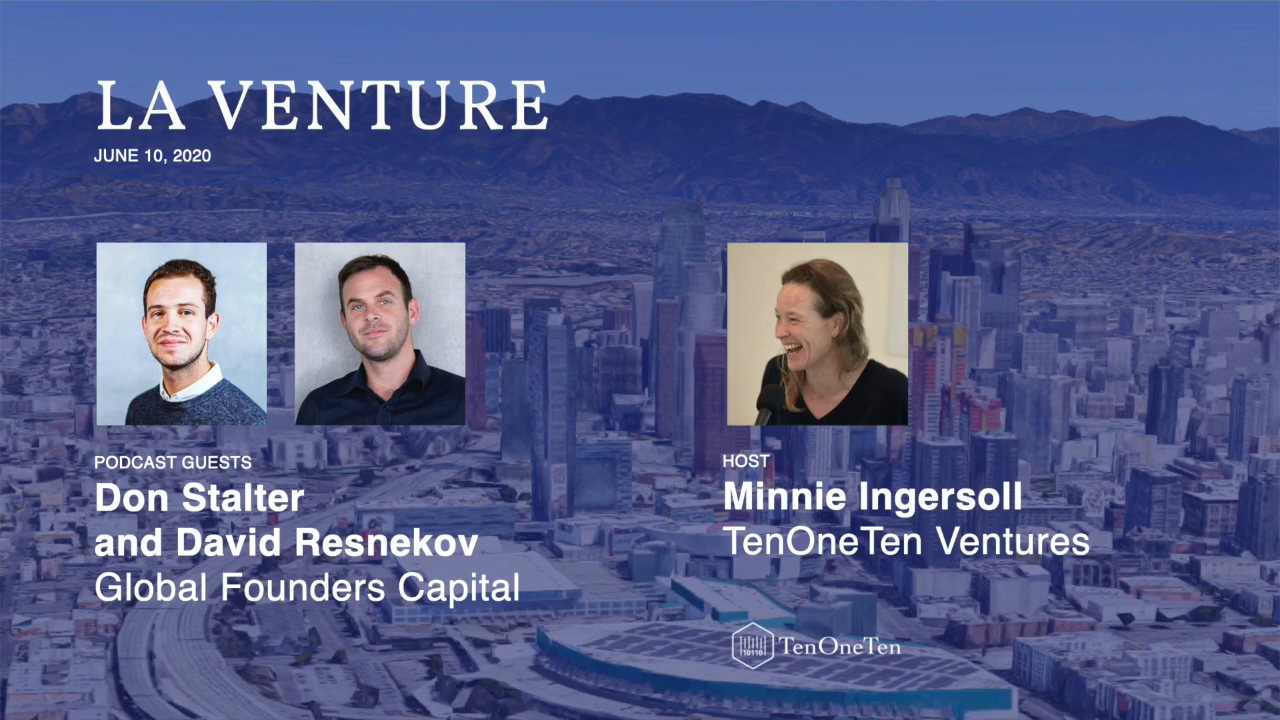 LA VENTURE
JUNE 10, 2020
PODCAST GUESTS
Don Stalter
and David Resnekov
Global Founders Capital
HOST
Minnie Ingersoll
TenOneTen Ventures
10110
TenOneTen